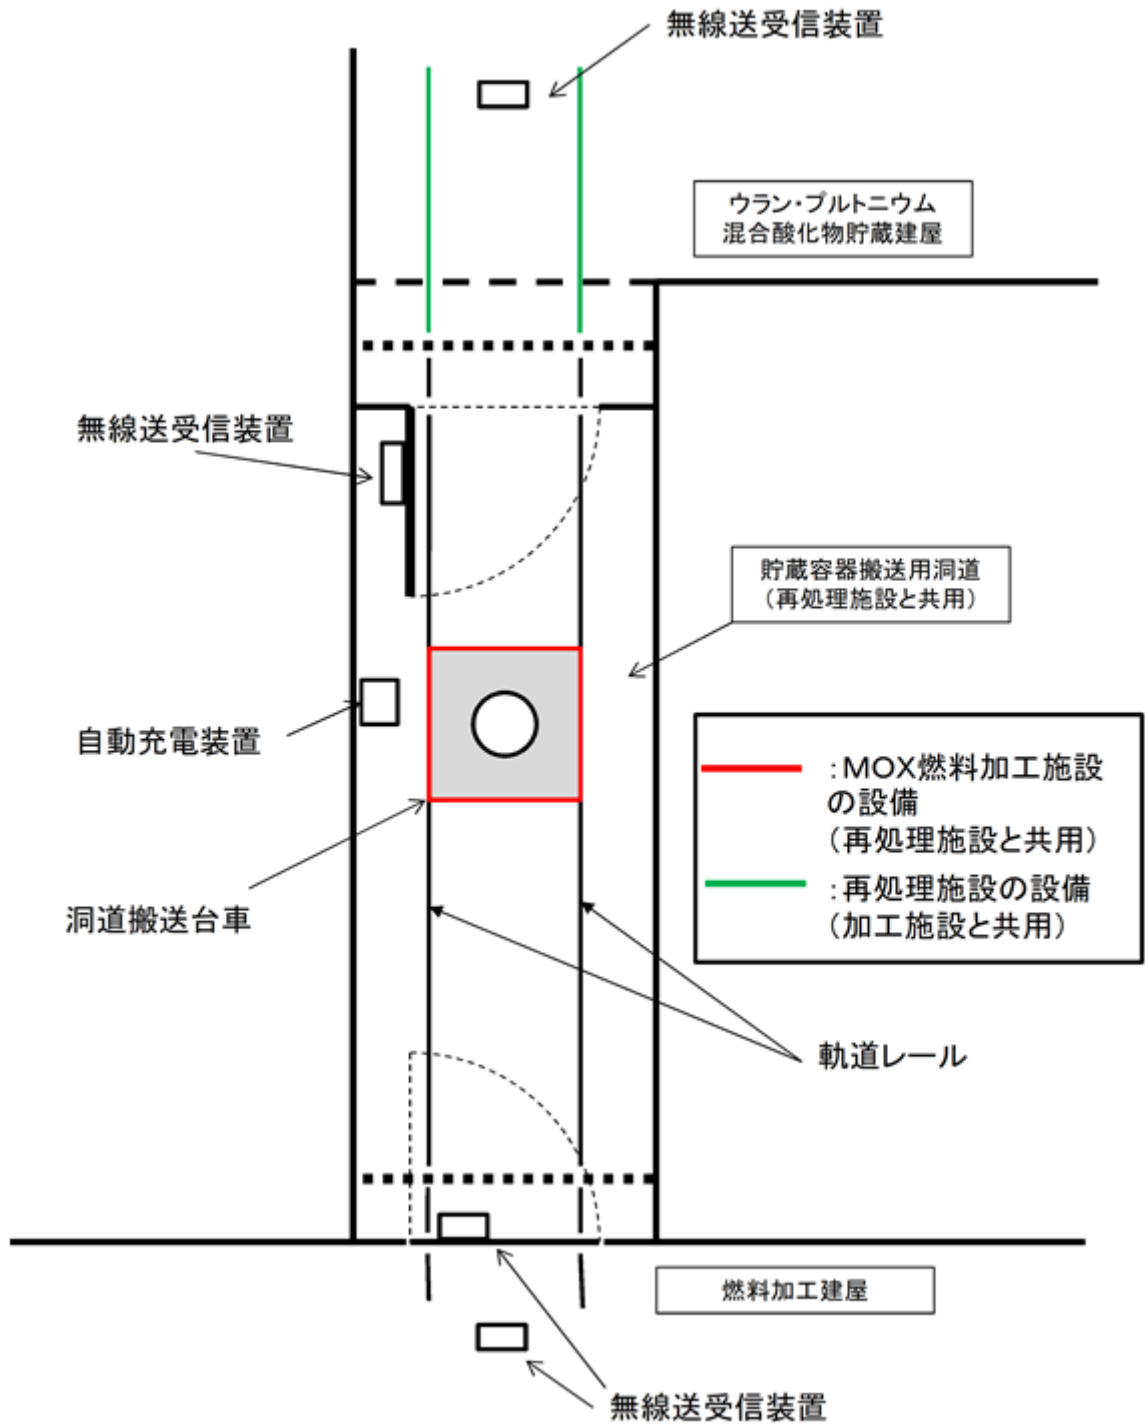 無線送受信装置
ウラン・プルトニウム
混合酸化物貯蔵建屋
無線送受信装置
貯蔵容器搬送用洞道
（再処理施設と共用）
自動充電装置
：MOX燃料加工施設
の設備
（再処理施設と共用）
：再処理施設の設備
（加工施設と共用）
洞道搬送台車
軌道レール
燃料加工建屋
無線送受信装置